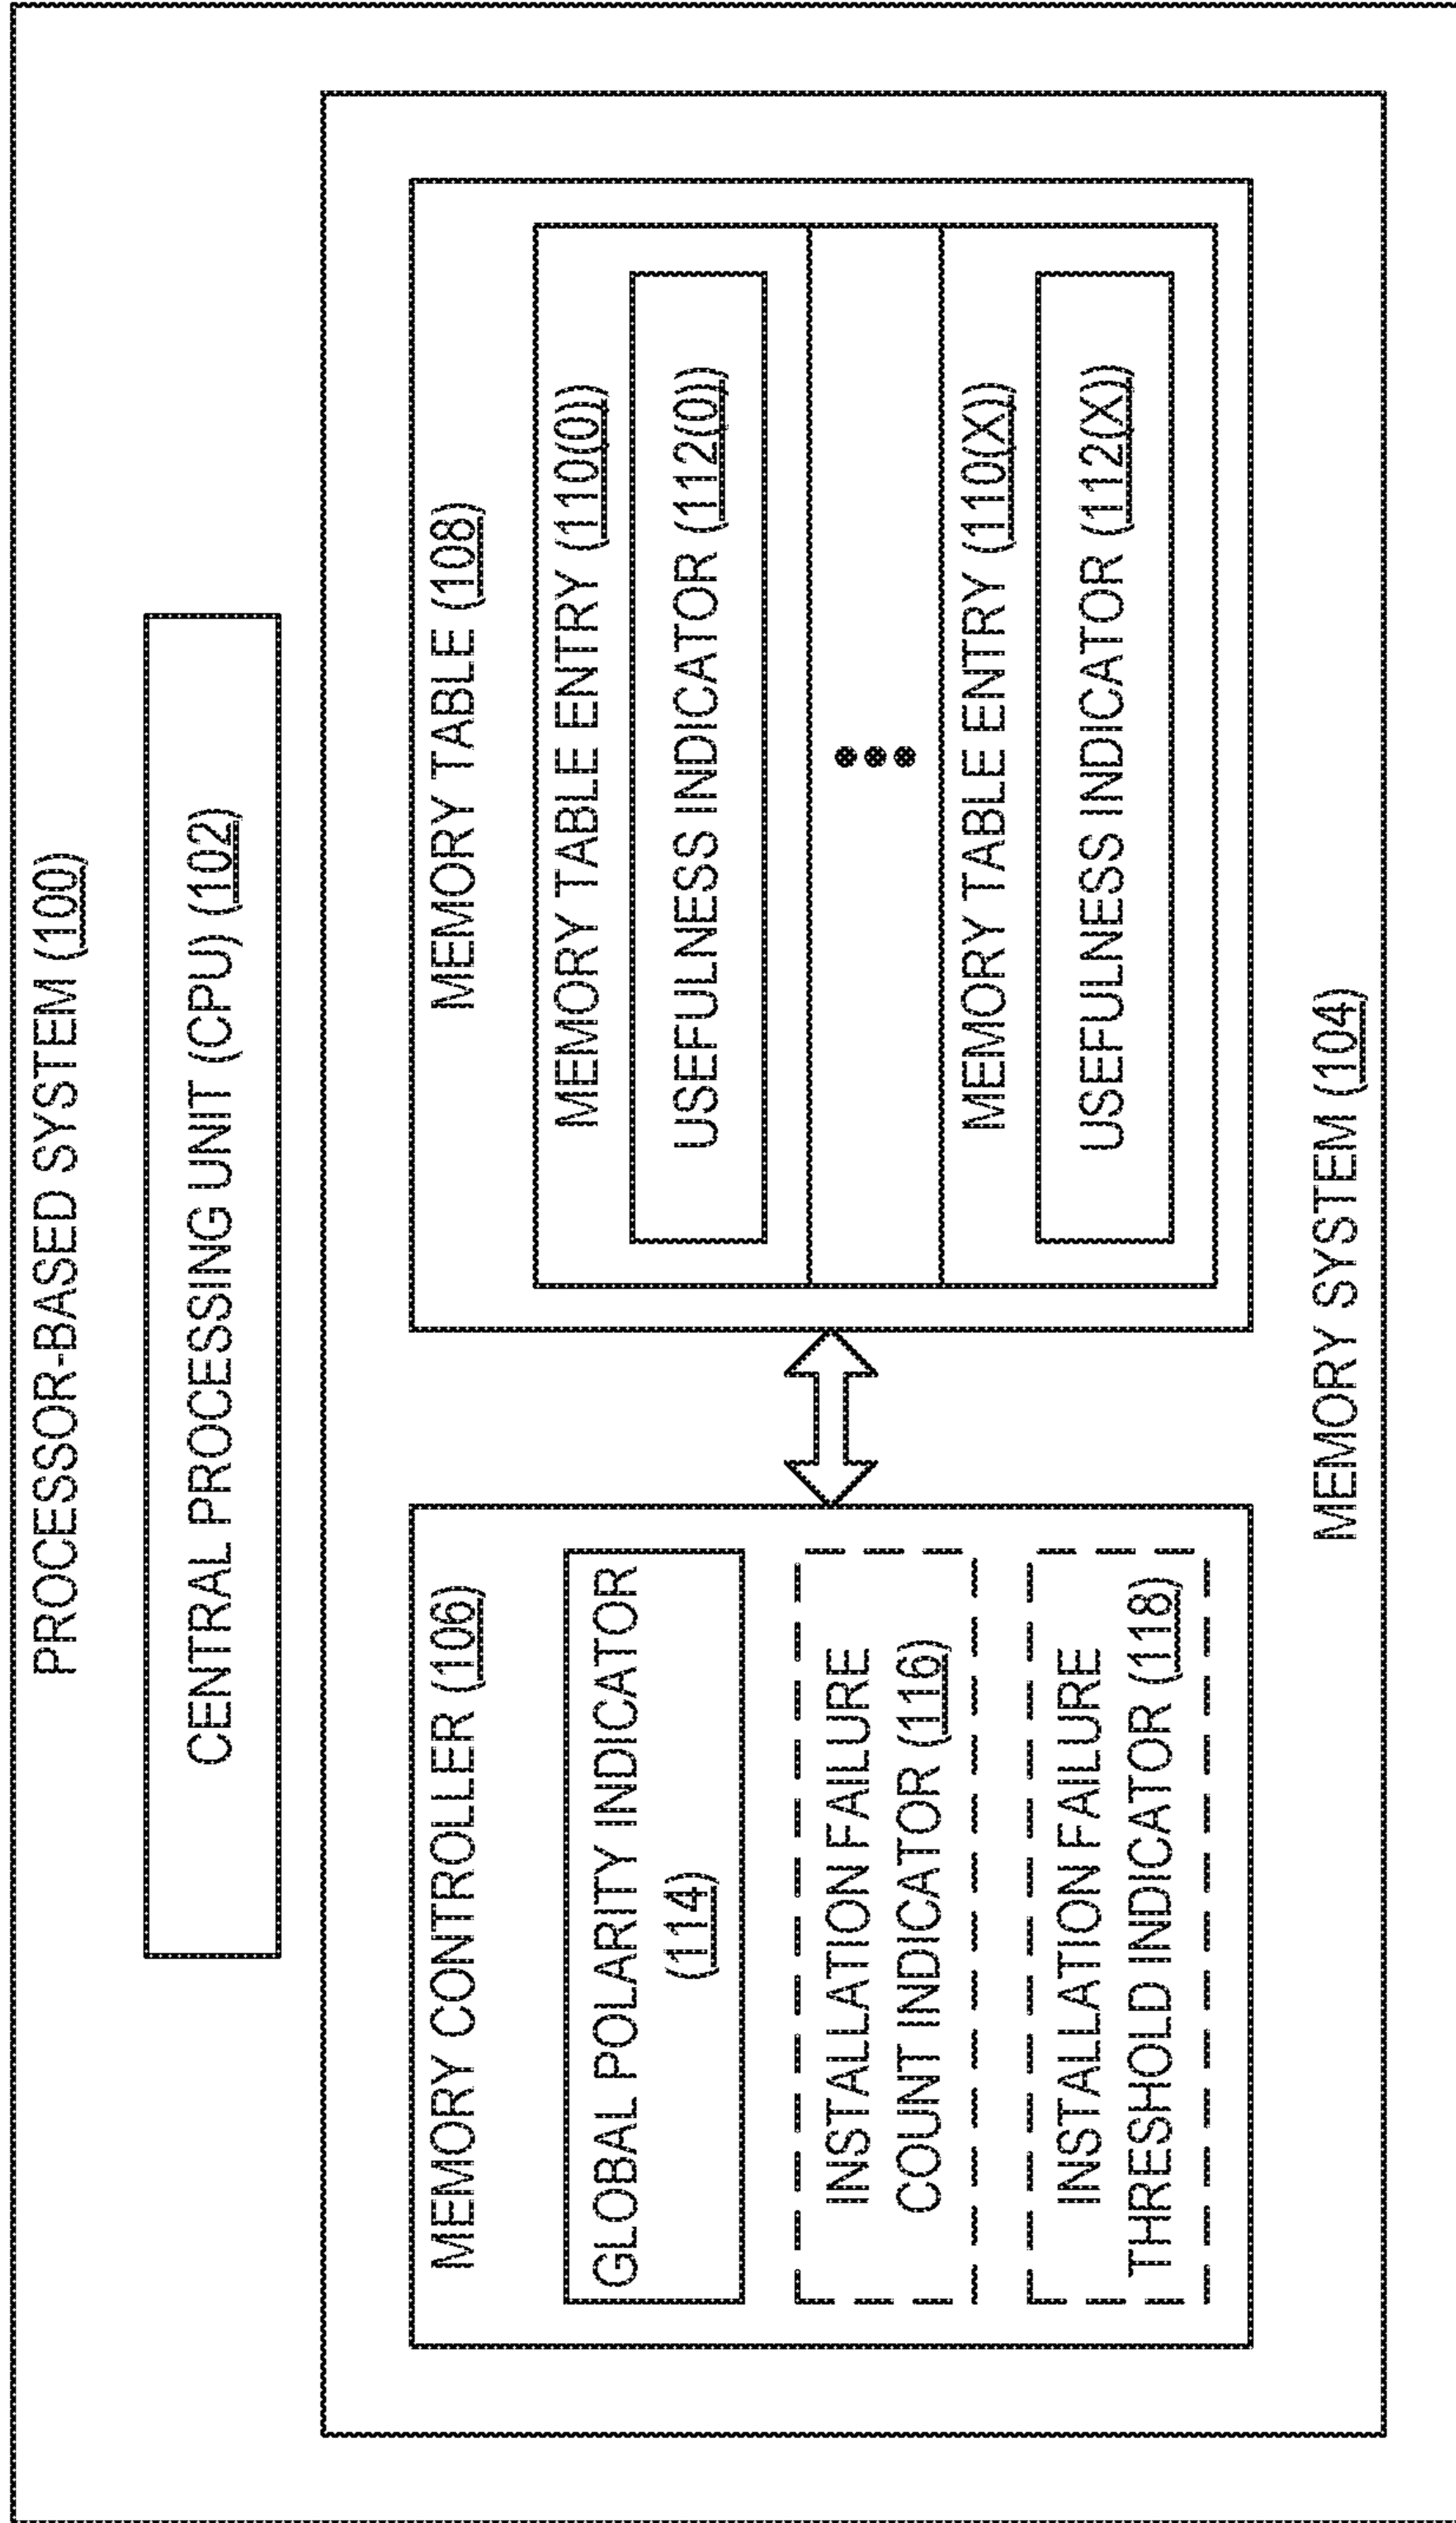 PROCESSOR-BASED SYSTEM (100)
CENTRAL PROCESSING UNIT (CPU) (102)
MEMORY CONTROLLER (106)
GLOBAL POLARITY INDICATOR
(114)
INSTALLATION FAILURE
COUNT INDICATOR (116)
INSTALLATION FAILURE
THRESHOLD INDICATOR (118)
MEMORY TABLE (108)
MEMORY TABLE ENTRY (110(0))
USEFULNESS INDICATOR (112(0))
MEMORY TABLE ENTRY (110(X))
USEFULNESS INDICATOR (112(X))
MEMORY SYSTEM (104)